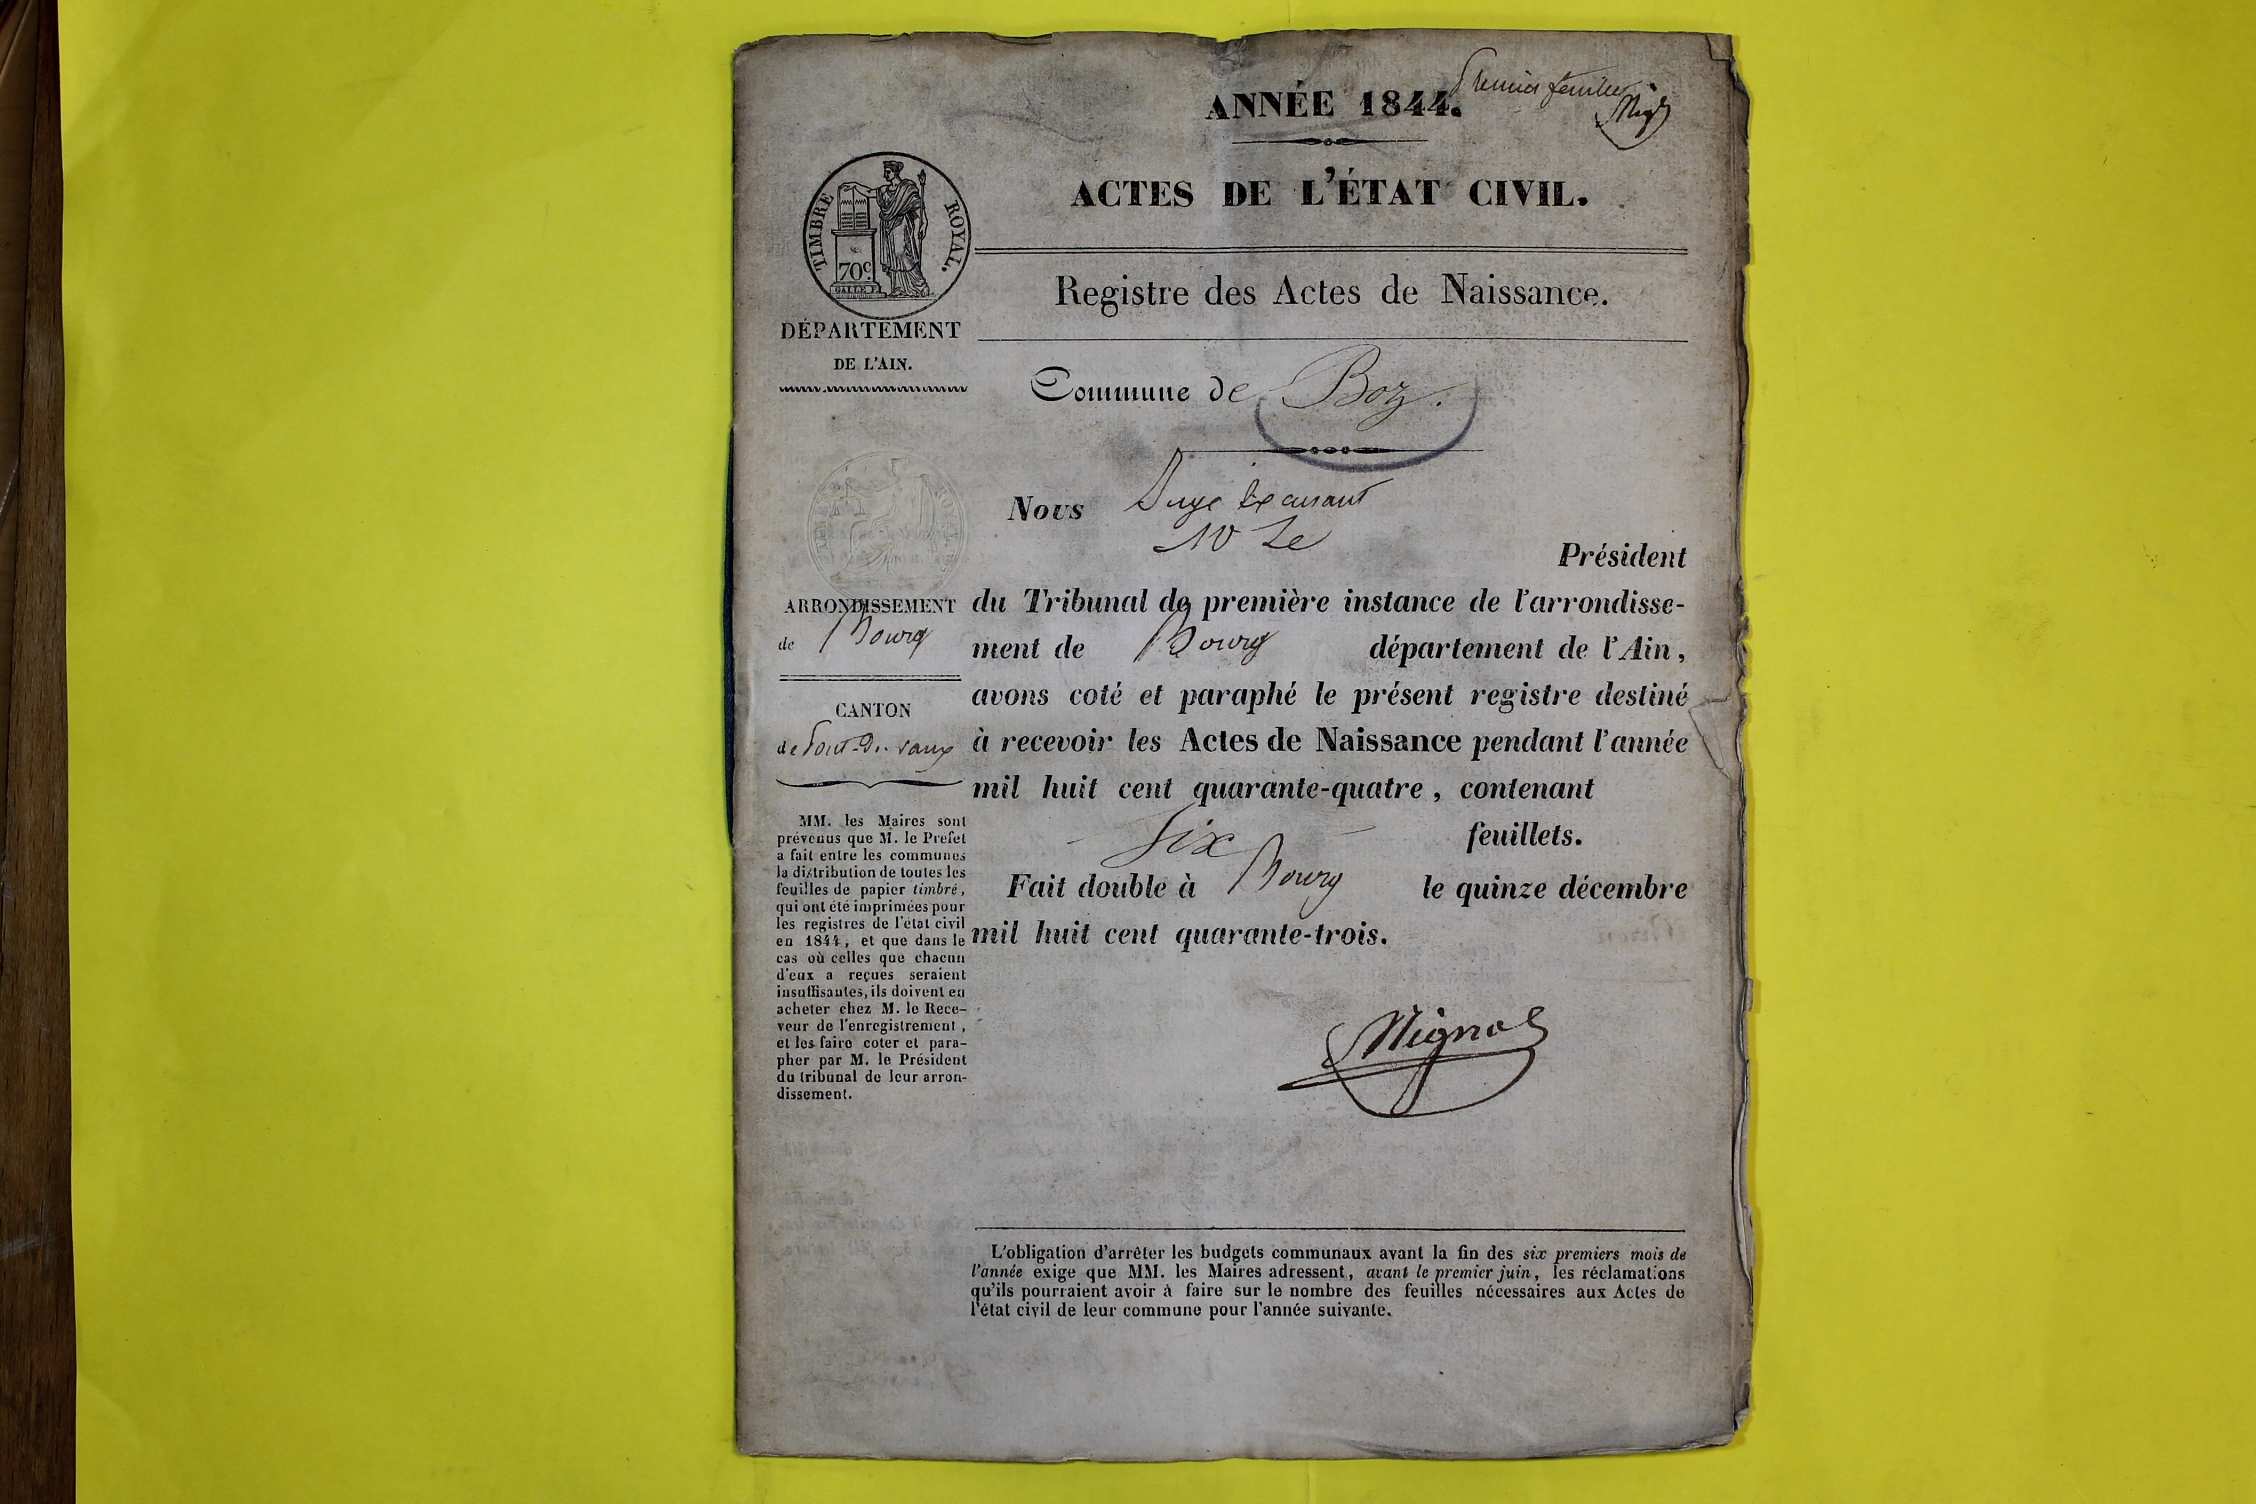 Premier feuillet
ANNÉE 1844.
ACTES DE L'ÉTAT CIVIL.
TIMBRE ROYAL.
70c
GALLE F.
Registre des Actes de Naissance.
DÉPARTEMENT
DE L'AIN.
Commune de Boz.
Nous Juge
Président
ARRONDISSEMENT
de Bourg
CANTON
de Pont-de-vaux
du Tribunal de première instance de l'arrondisse-
ment de Bourg département de l'Ain,
avons coté et paraphé le présent registre destiné
à recevoir les Actes de Naissance pendant l'année
mil huit cent quarante-quatre, contenant
six feuillets.
Fait double à Bourg le quinze décembre
mil huit cent quarante-trois.
MM. les Maires sont
prévenus que M. le Préfet
a fait entre les communes
la distribution de toutes les
feuilles de papier timbré,
qui ont été imprimées pour
les registres de l'état civil
en 1844, et que dans le
cas où celles que chacun
d'eux a reçues seraient
insuffisantes, ils doivent en
acheter chez M. le Rece-
veur de l'enregistrement,
et les faire coter et para-
pher par M. le Président
du tribunal de leur arron-
dissement.
L'obligation d'arrêter les budgets communaux avant la fin des six premiers mois de
l'année exige que MM. les Maires adressent, avant le premier juin, les réclamations
qu'ils pourraient avoir à faire sur le nombre des feuilles nécessaires aux Actes de
l'état civil de leur commune pour l'année suivante.